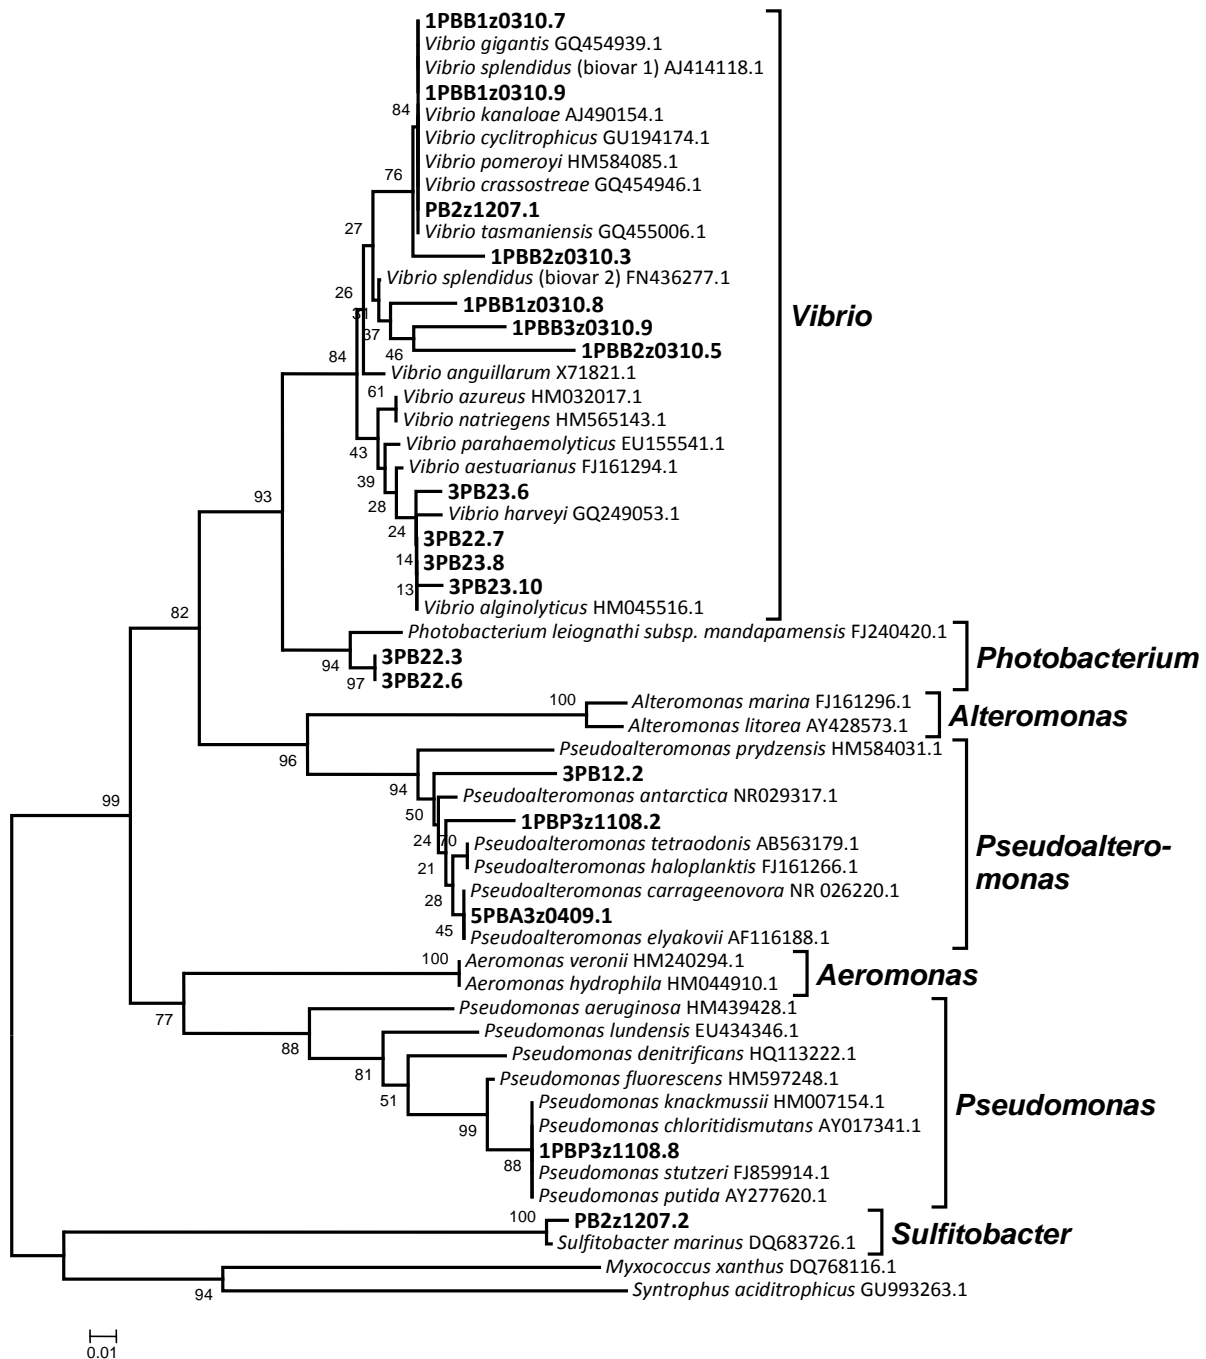 1PBB1z0310.7
Vibrio gigantis GQ454939.1
Vibrio splendidus (biovar 1) AJ414118.1
1PBB1z0310.9
84
Vibrio kanaloae AJ490154.1
Vibrio cyclitrophicus GU194174.1
Vibrio pomeroyi HM584085.1
76
Vibrio crassostreae GQ454946.1
PB2z1207.1
27
Vibrio tasmaniensis GQ455006.1
1PBB2z0310.3
Vibrio splendidus (biovar 2) FN436277.1
26
1PBB1z0310.8
31
Vibrio
37
1PBB3z0310.9
46
1PBB2z0310.5
84
Vibrio anguillarum X71821.1
61
Vibrio azureus HM032017.1
Vibrio natriegens HM565143.1
43
Vibrio parahaemolyticus EU155541.1
Vibrio aestuarianus FJ161294.1
39
3PB23.6
93
28
Vibrio harveyi GQ249053.1
24
3PB22.7
14
3PB23.8
13
3PB23.10
82
Vibrio alginolyticus HM045516.1
Photobacterium leiognathi subsp. mandapamensis FJ240420.1
94
3PB22.3
Photobacterium
97
3PB22.6
100
Alteromonas marina FJ161296.1
Alteromonas
Alteromonas litorea AY428573.1
96
Pseudoalteromonas prydzensis HM584031.1
3PB12.2
94
99
Pseudoalteromonas antarctica NR029317.1
50
1PBP3z1108.2
24
70
Pseudoalteromonas tetraodonis AB563179.1
Pseudoaltero-
monas
21
Pseudoalteromonas haloplanktis FJ161266.1
28
Pseudoalteromonas carrageenovora NR 026220.1
5PBA3z0409.1
45
Pseudoalteromonas elyakovii AF116188.1
100
Aeromonas veronii HM240294.1
Aeromonas
Aeromonas hydrophila HM044910.1
77
Pseudomonas aeruginosa HM439428.1
88
Pseudomonas lundensis EU434346.1
Pseudomonas denitrificans HQ113222.1
81
Pseudomonas fluorescens HM597248.1
51
Pseudomonas knackmussii HM007154.1
Pseudomonas
Pseudomonas chloritidismutans AY017341.1
99
1PBP3z1108.8
88
Pseudomonas stutzeri FJ859914.1
Pseudomonas putida AY277620.1
100
PB2z1207.2
Sulfitobacter
Sulfitobacter marinus DQ683726.1
Myxococcus xanthus DQ768116.1
94
Syntrophus aciditrophicus GU993263.1
0.01